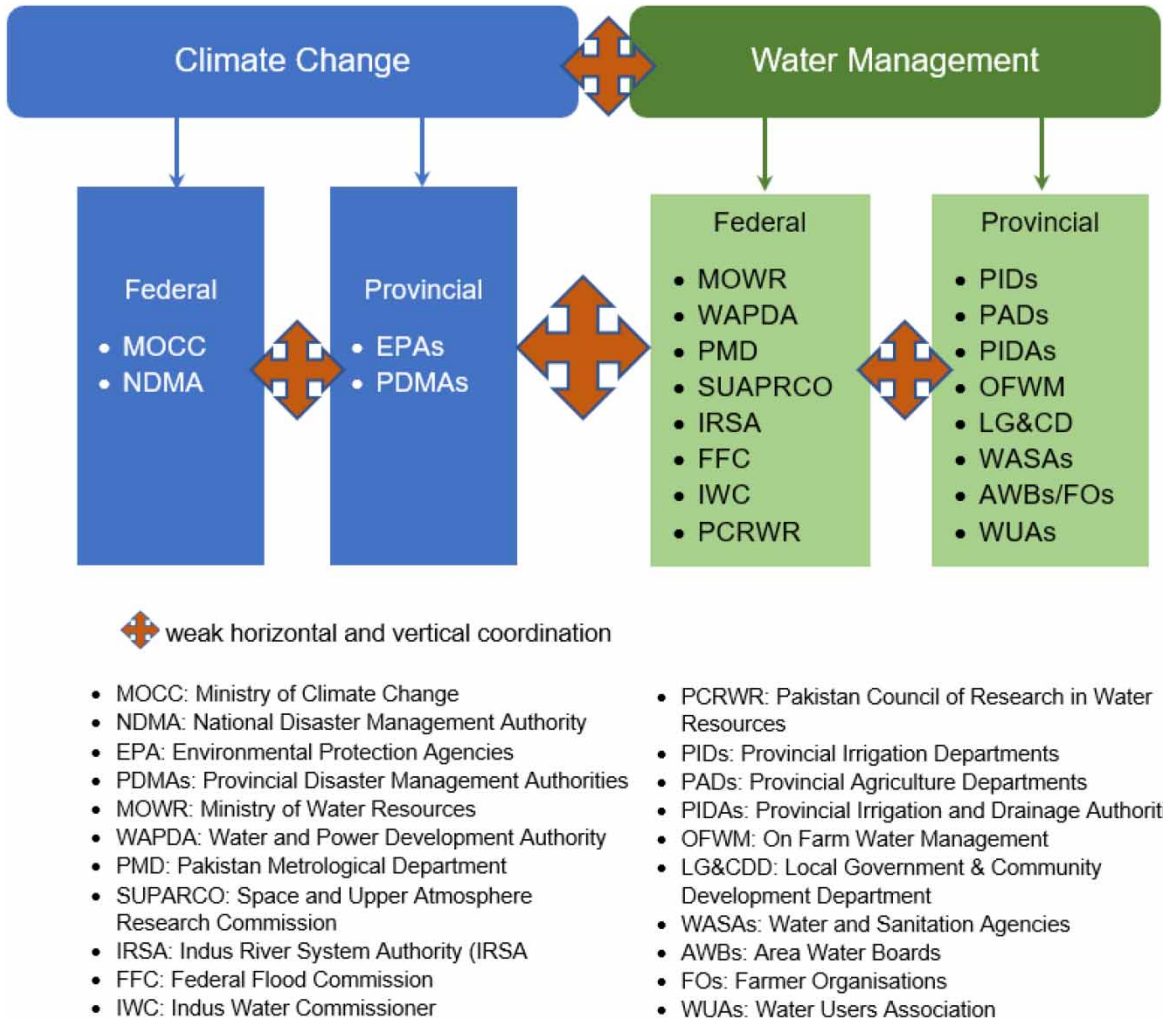 Climate Change
Water Management
Federal
• MOCC
• NDMA
Provincial
• EPAs
• PDMAs
Federal
• MOWR
• WAPDA
• PMD
• SUAPRCO
• IRSA
• FFC
• IWC
• PCRWR
Provincial
• PIDs
• PADs
• PIDAs
• OFWM
• LG&CD
• WASAs
• AWBs/FOs
• WUAs
weak horizontal and vertical coordination
• MOCC: Ministry of Climate Change
• NDMA: National Disaster Management Authority
• EPA: Environmental Protection Agencies
• PDMAs: Provincial Disaster Management Authorities
• MOWR: Ministry of Water Resources
• WAPDA: Water and Power Development Authority
• PMD: Pakistan Metrological Department
• SUPARCO: Space and Upper Atmosphere
Research Commission
• IRSA: Indus River System Authority (IRSA
• FFC: Federal Flood Commission
• IWC: Indus Water Commissioner
• PCRWR: Pakistan Council of Research in Water
Resources
• PIDs: Provincial Irrigation Departments
• PADs: Provincial Agriculture Departments
• PIDAs: Provincial Irrigation and Drainage Authoriti
• OFWM: On Farm Water Management
• LG&CDD: Local Government & Community
Development Department
• WASAs: Water and Sanitation Agencies
• AWBs: Area Water Boards
• FOs: Farmer Organisations
• WUAs: Water Users Association